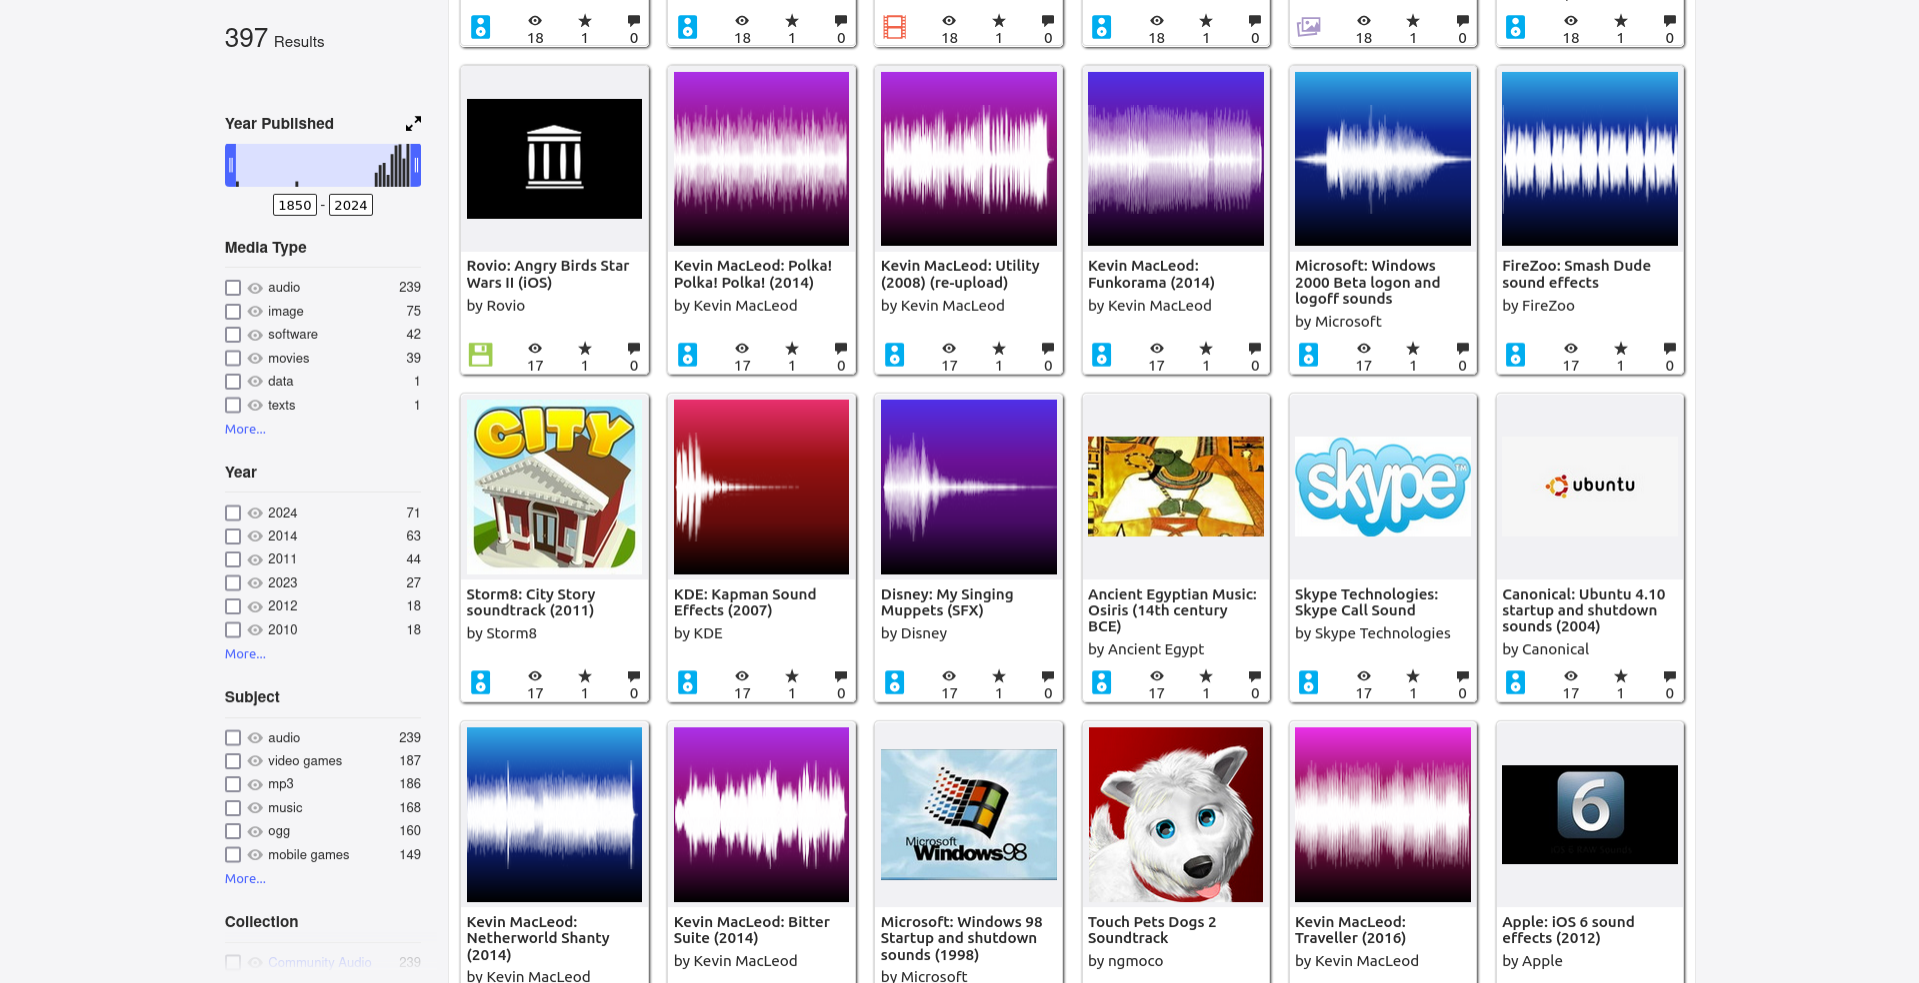 397 Results
Year Published
1850 - 2024
Media Type
audio 239
image 75
software 42
movies 39
data 1
texts 1
More...
Year
2024 71
2014 63
2011 44
2023 27
2012 18
2010 18
More...
Subject
audio 239
video games 187
mp3 186
music 168
ogg 160
mobile games 149
More...
Collection
Community Audio 239
18 1 0
18 1 0
18 1 0
18 1 0
18 1 0
18 1 0
Rovio: Angry Birds Star
Wars II (iOS)
by Rovio
17 1 0
Kevin MacLeod: Polka!
Polka! Polka! (2014)
by Kevin MacLeod
17 1 0
Kevin MacLeod: Utility
(2008) (re-upload)
by Kevin MacLeod
17 1 0
Kevin MacLeod:
Funkorama (2014)
by Kevin MacLeod
17 1 0
Microsoft: Windows
2000 Beta logon and
logoff sounds
by Microsoft
17 1 0
FireZoo: Smash Dude
sound effects
by FireZoo
17 1 0
CITY
Storm8: City Story
soundtrack (2011)
by Storm8
17 1 0
KDE: Kapman Sound
Effects (2007)
by KDE
17 1 0
Disney: My Singing
Muppets (SFX)
by Disney
17 1 0
Ancient Egyptian Music:
Osiris (14th century
BCE)
by Ancient Egypt
17 1 0
skype TM
Skype Technologies:
Skype Call Sound
by Skype Technologies
17 1 0
ubuntu
Canonical: Ubuntu 4.10
startup and shutdown
sounds (2004)
by Canonical
17 1 0
Kevin MacLeod:
Netherworld Shanty
(2014)
by Kevin MacLeod
Kevin MacLeod: Bitter
Suite (2014)
by Kevin MacLeod
Microsoft
Windows98
Microsoft: Windows 98
Startup and shutdown
sounds (1998)
by Microsoft
Touch Pets Dogs 2
Soundtrack
by ngmoco
Kevin MacLeod:
Traveller (2016)
by Kevin MacLeod
6
Apple: iOS 6 sound
effects (2012)
by Apple